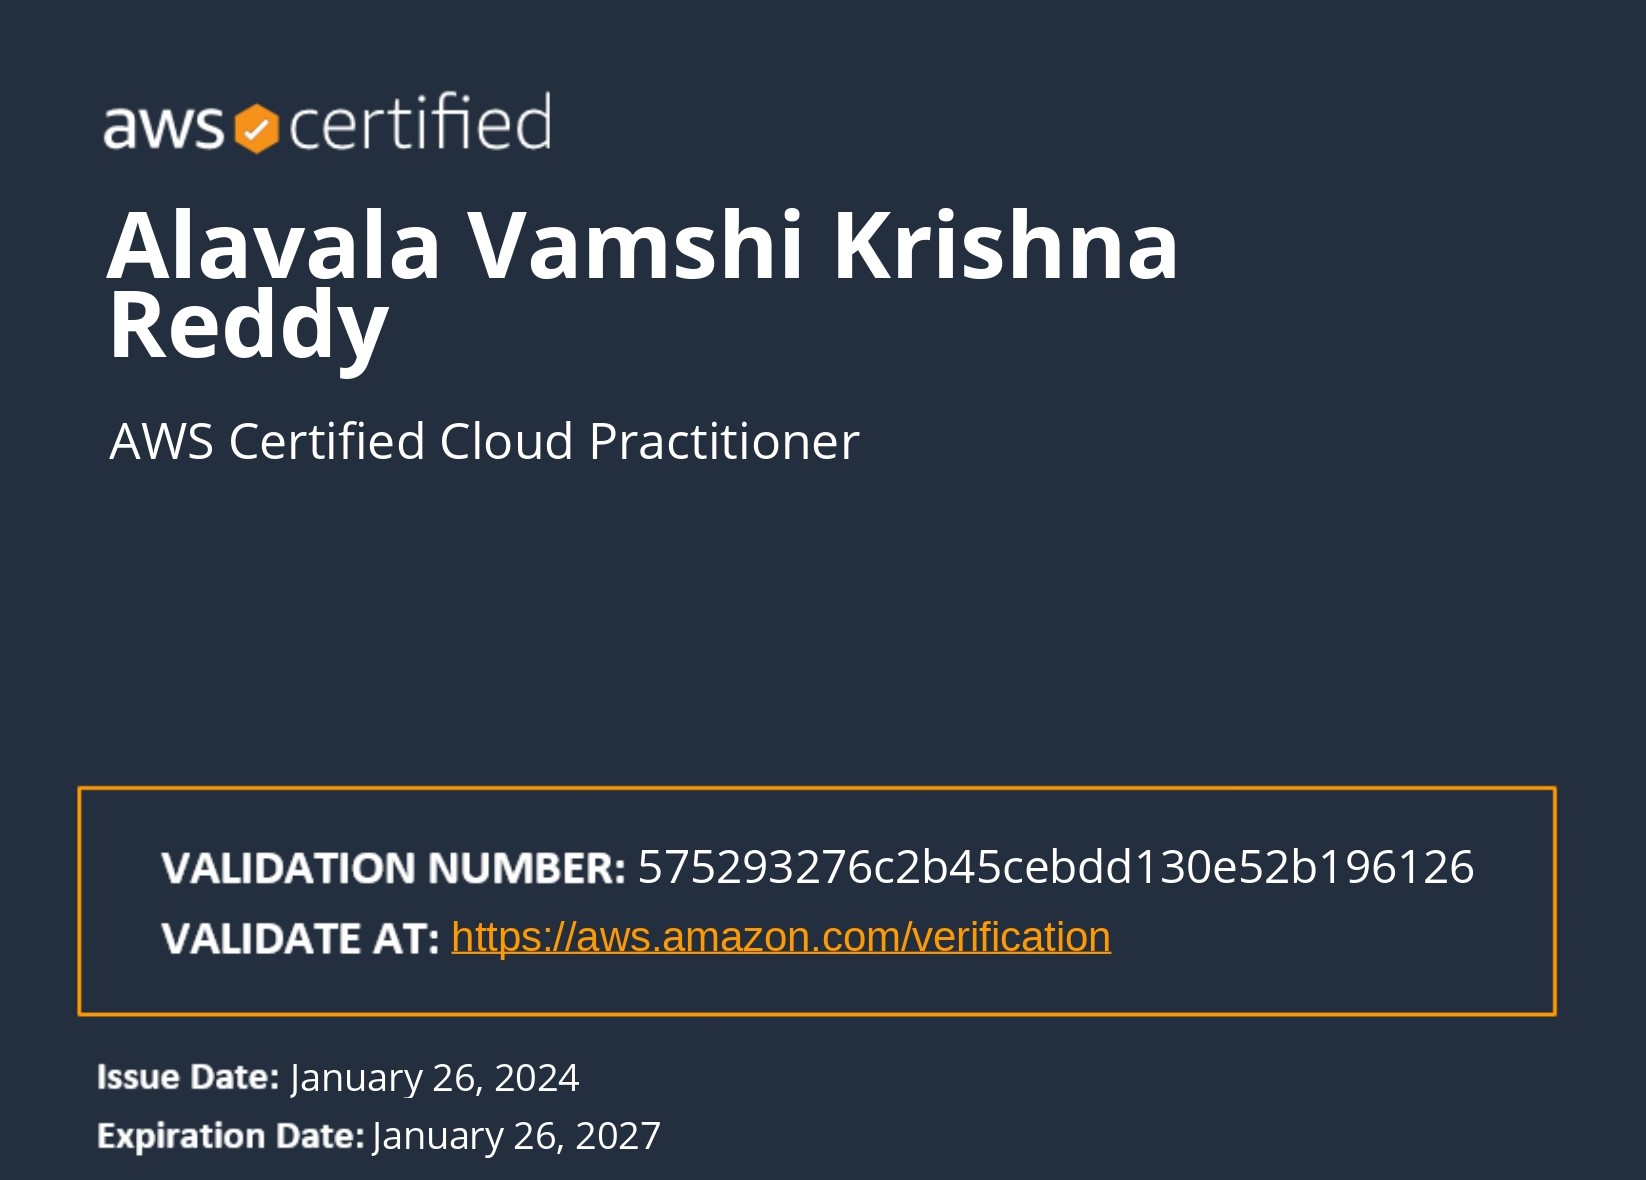 aws certified
Alavala Vamshi Krishna
Reddy
AWS Certified Cloud Practitioner
VALIDATION NUMBER: 575293276c2b45cebdd130e52b196126
VALIDATE AT: https://aws.amazon.com/verification
Issue Date: January 26, 2024
Expiration Date: January 26, 2027